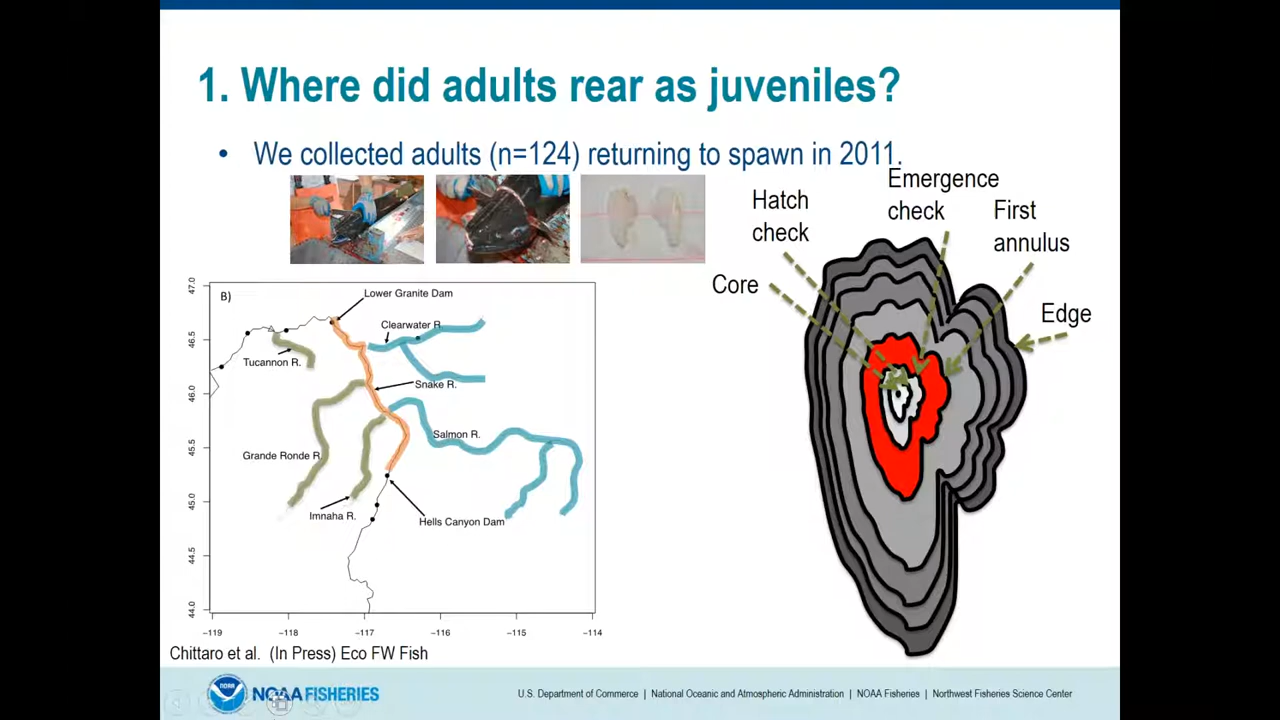 1. Where did adults rear as juveniles?
• We collected adults (n=124) returning to spawn in 2011.
Hatch
check
Emergence
check
First
annulus
Core
Edge
B)
Lower Granite Dam
Clearwater R.
Tucannon R.
Snake R.
Salmon R.
Grande Ronde R
Imnaha R.
Hells Canyon Dam
47.0
46.5
46.0
45.5
45.0
44.5
44.0
−119 −118 −117 −116 −115 −114
Chittaro et al. (In Press) Eco FW Fish
NOAA
NOAA FISHERIES
U.S. Department of Commerce | National Oceanic and Atmospheric Administration | NOAA Fisheries | Northwest Fisheries Science Center